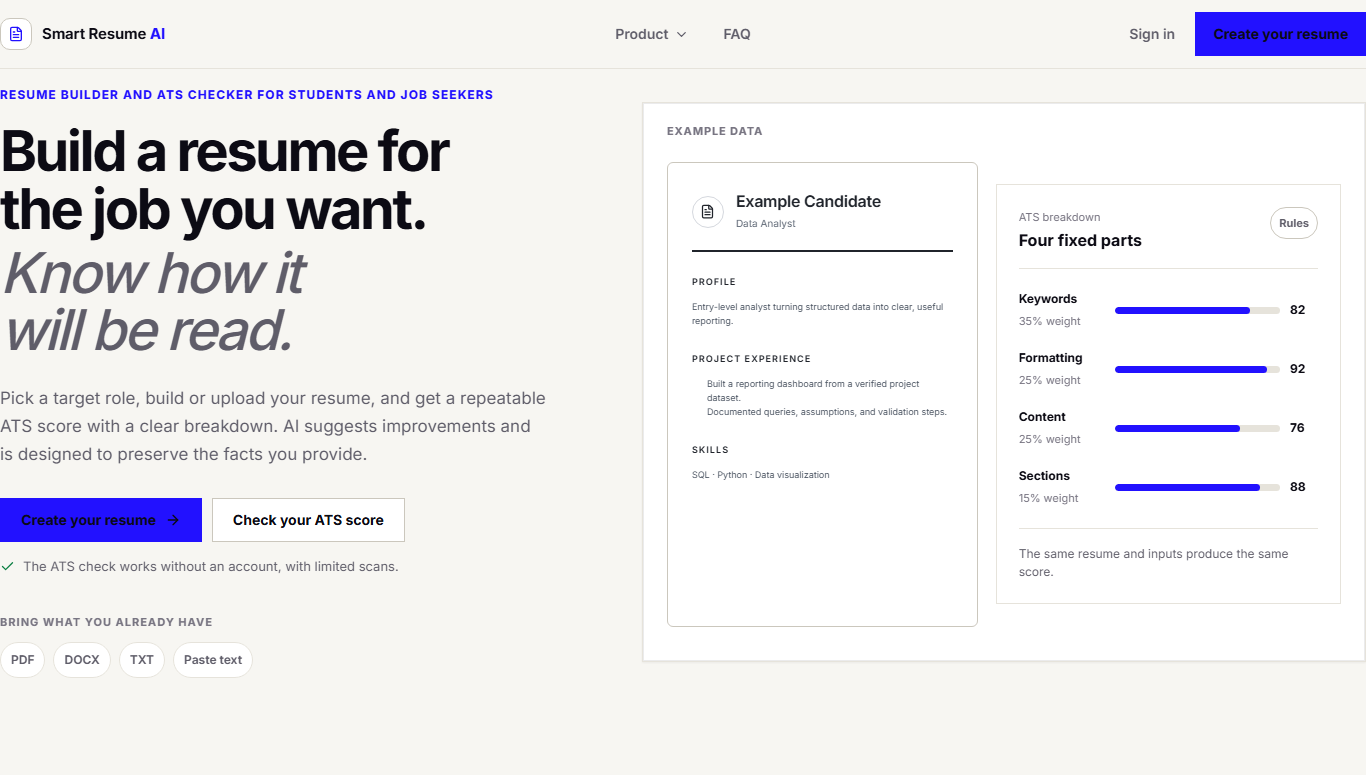 Smart Resume AI
Product
FAQ
Sign in
Create your resume
RESUME BUILDER AND ATS CHECKER FOR STUDENTS AND JOB SEEKERS
Build a resume for
the job you want.
Know how it
will be read.
Pick a target role, build or upload your resume, and get a repeatable
ATS score with a clear breakdown. AI suggests improvements and
is designed to preserve the facts you provide.
Create your resume
Check your ATS score
The ATS check works without an account, with limited scans.
BRING WHAT YOU ALREADY HAVE
PDF
DOCX
TXT
Paste text
EXAMPLE DATA
Example Candidate
Data Analyst
PROFILE
Entry-level analyst turning structured data into clear, useful
reporting.
PROJECT EXPERIENCE
Built a reporting dashboard from a verified project
dataset.
Documented queries, assumptions, and validation steps.
SKILLS
SQL · Python · Data visualization
ATS breakdown
Four fixed parts
Rules
Keywords
35% weight
82
Formatting
25% weight
92
Content
25% weight
76
Sections
15% weight
88
The same resume and inputs produce the same
score.